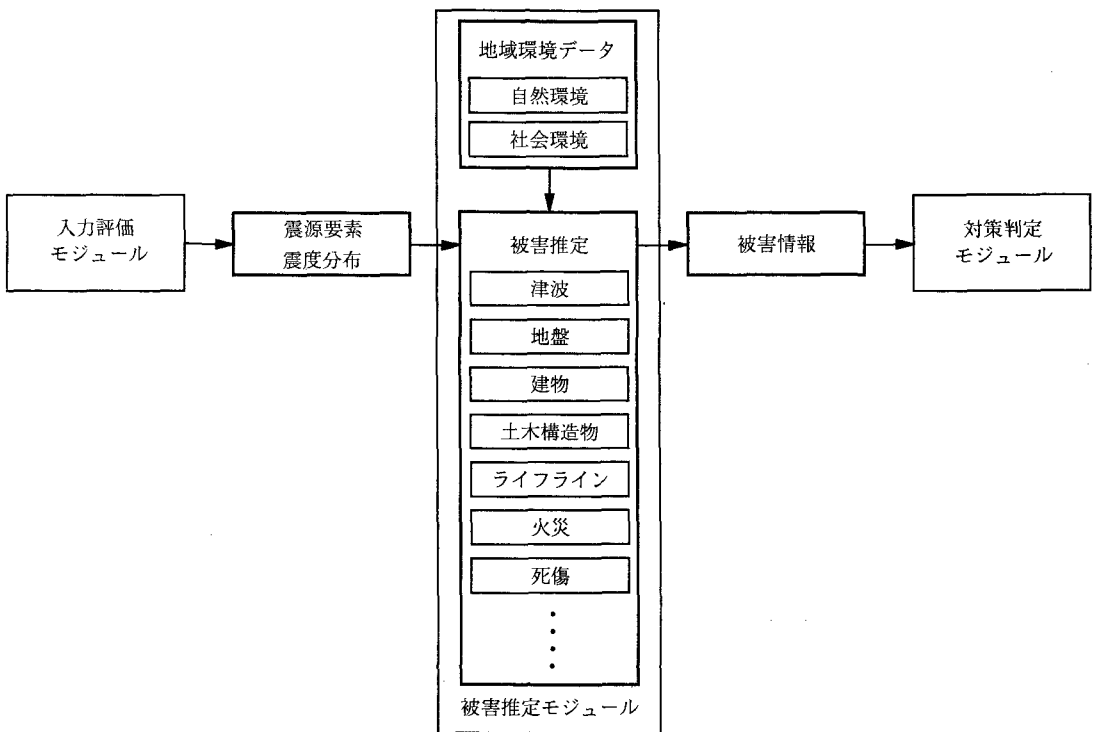 地域環境データ
自然環境
社会環境
入力評価
モジュール
震源要素
震度分布
被害推定
津波
地盤
建物
土木構造物
ライフライン
火災
死傷
被害情報
対策判定
モジュール
被害推定モジュール